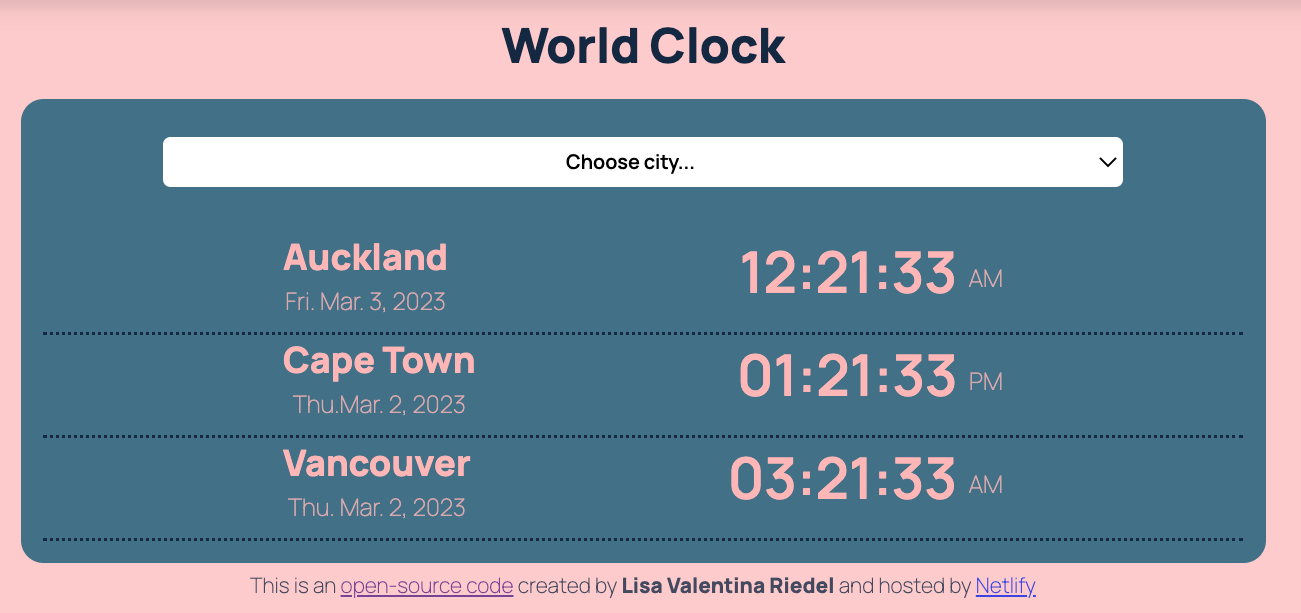 World Clock
Choose city...
Auckland
12:21:33 AM
Fri. Mar. 3, 2023
Cape Town
01:21:33 PM
Thu.Mar. 2, 2023
Vancouver
03:21:33 AM
Thu. Mar. 2, 2023
This is an open-source code created by Lisa Valentina Riedel and hosted by Netlify